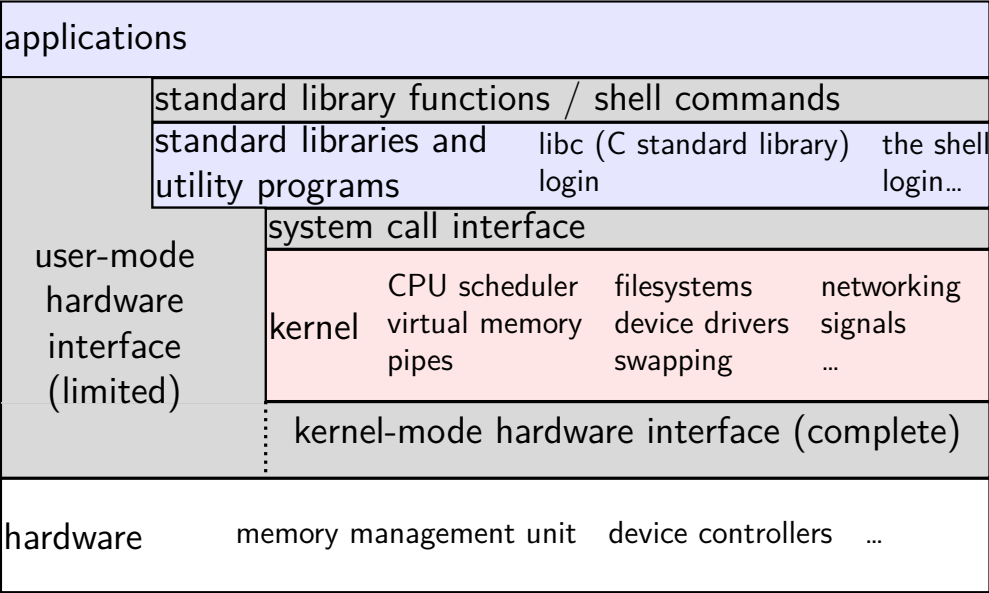 applications
standard library functions / shell commands
standard libraries and libc (C standard library) the shell
utility programs login login…
system call interface
user-mode
hardware
interface
(limited)
CPU scheduler filesystems networking
kernel virtual memory device drivers signals
pipes swapping …
kernel-mode hardware interface (complete)
hardware memory management unit device controllers …